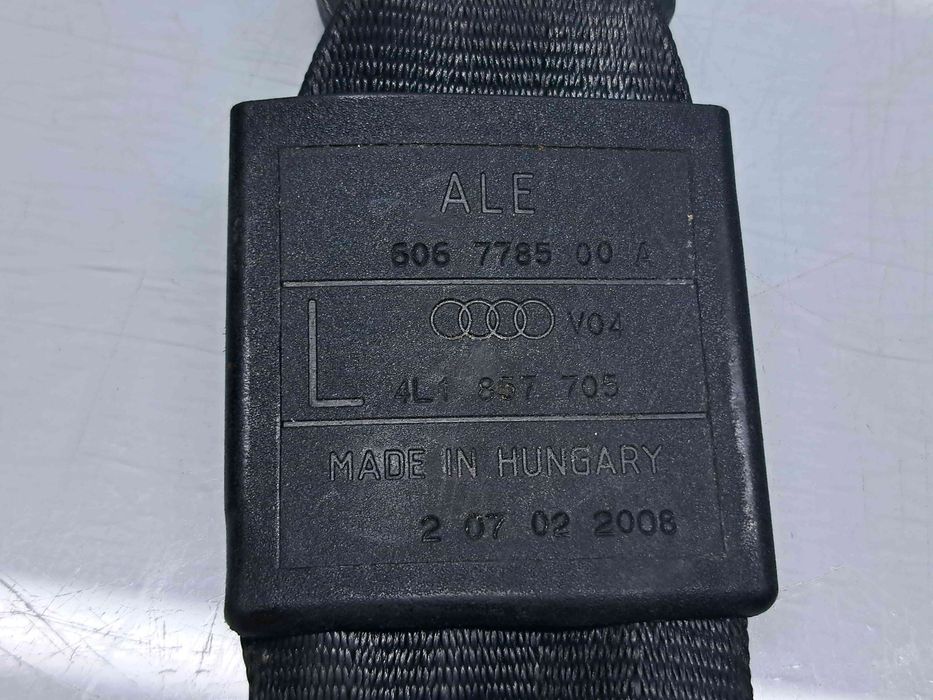 ALE
606 7785 00 A
L
V04
4L1 857 705
MADE IN HUNGARY
2 07 02 2008